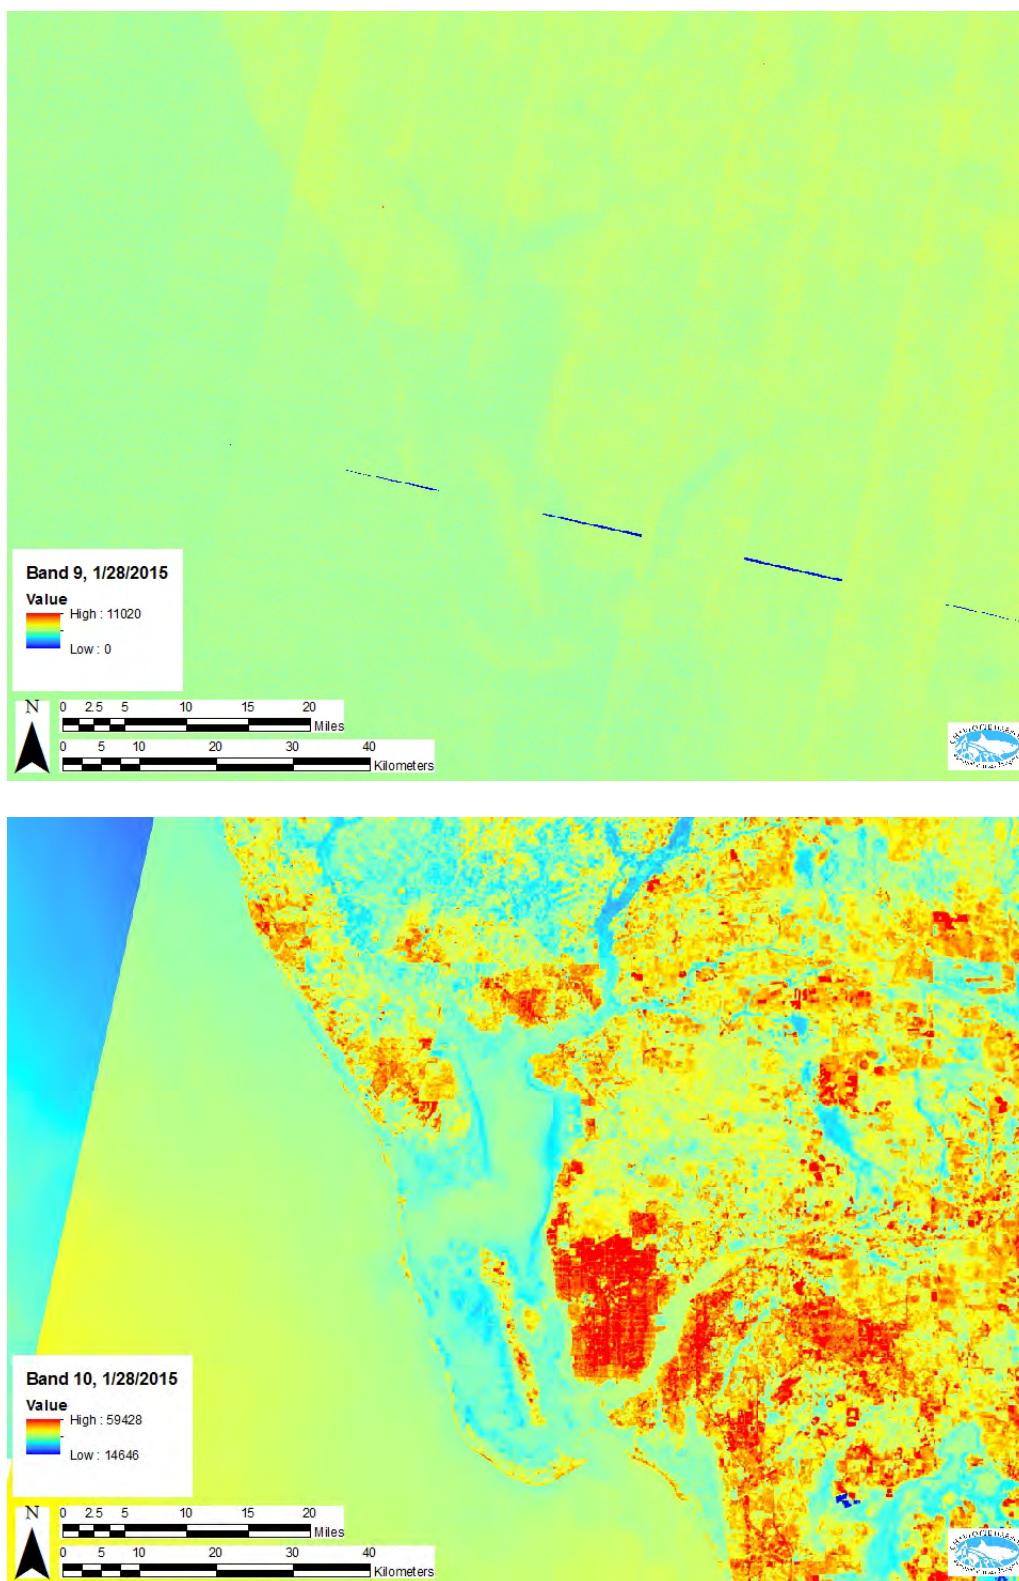 Band 9, 1/28/2015
Value
High : 11020
Low : 0
N
0 2.5 5 10 15 20
Miles
0 5 10 20 30 40
Kilometers
Band 10, 1/28/2015
Value
High : 59428
Low : 14646
N
0 2.5 5 10 15 20
Miles
0 5 10 20 30 40
Kilometers